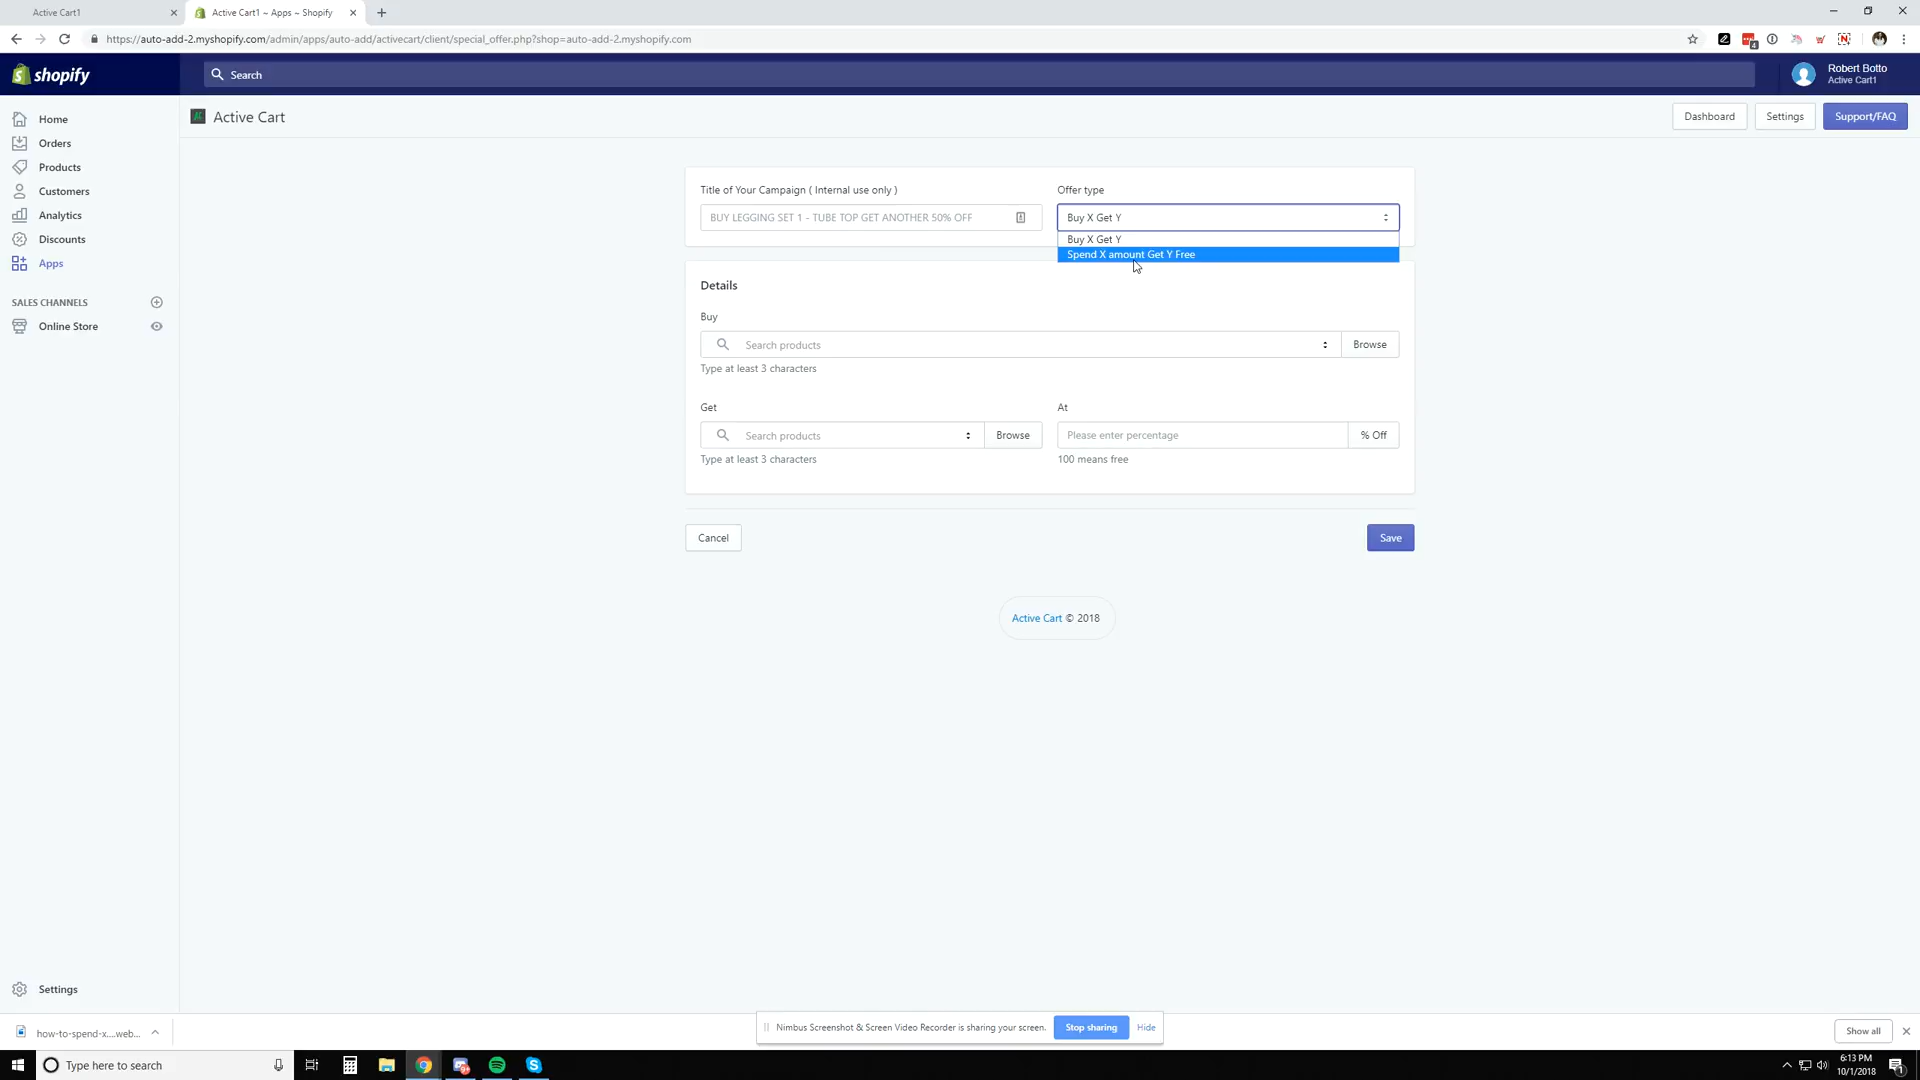 Active Cart1
Active Cart1 ~ Apps ~ Shopify
https://auto-add-2.myshopify.com/admin/apps/auto-add/activecart/client/special_offer.php?shop=auto-add-2.myshopify.com
shopify
Search
Robert Botto
Active Cart1
Home
Orders
Products
Customers
Analytics
Discounts
Apps
SALES CHANNELS
Online Store
Settings
Active Cart
Dashboard
Settings
Support/FAQ
Title of Your Campaign ( Internal use only )
BUY LEGGING SET 1 - TUBE TOP GET ANOTHER 50% OFF
Offer type
Buy X Get Y
Buy X Get Y
Spend X amount Get Y Free
Details
Buy
Search products
Browse
Type at least 3 characters
Get
Search products
Browse
Type at least 3 characters
At
Please enter percentage
% Off
100 means free
Cancel
Save
Active Cart © 2018
how-to-spend-x....web...
Nimbus Screenshot & Screen Video Recorder is sharing your screen.
Stop sharing
Hide
Show all
Type here to search
6:13 PM
10/1/2018